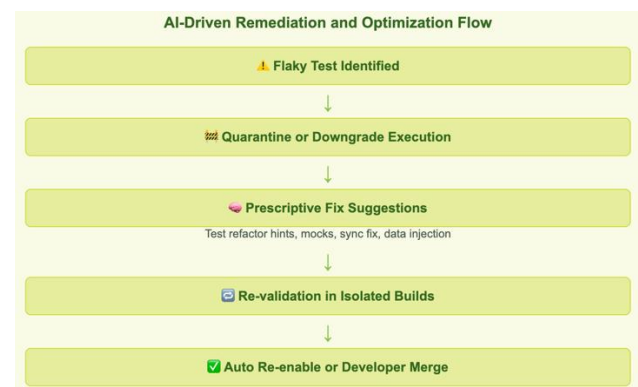 AI-Driven Remediation and Optimization Flow
⚠️ Flaky Test Identified
↓
🚧 Quarantine or Downgrade Execution
↓
🧠 Prescriptive Fix Suggestions
Test refactor hints, mocks, sync fix, data injection
↓
🔁 Re-validation in Isolated Builds
↓
✅ Auto Re-enable or Developer Merge